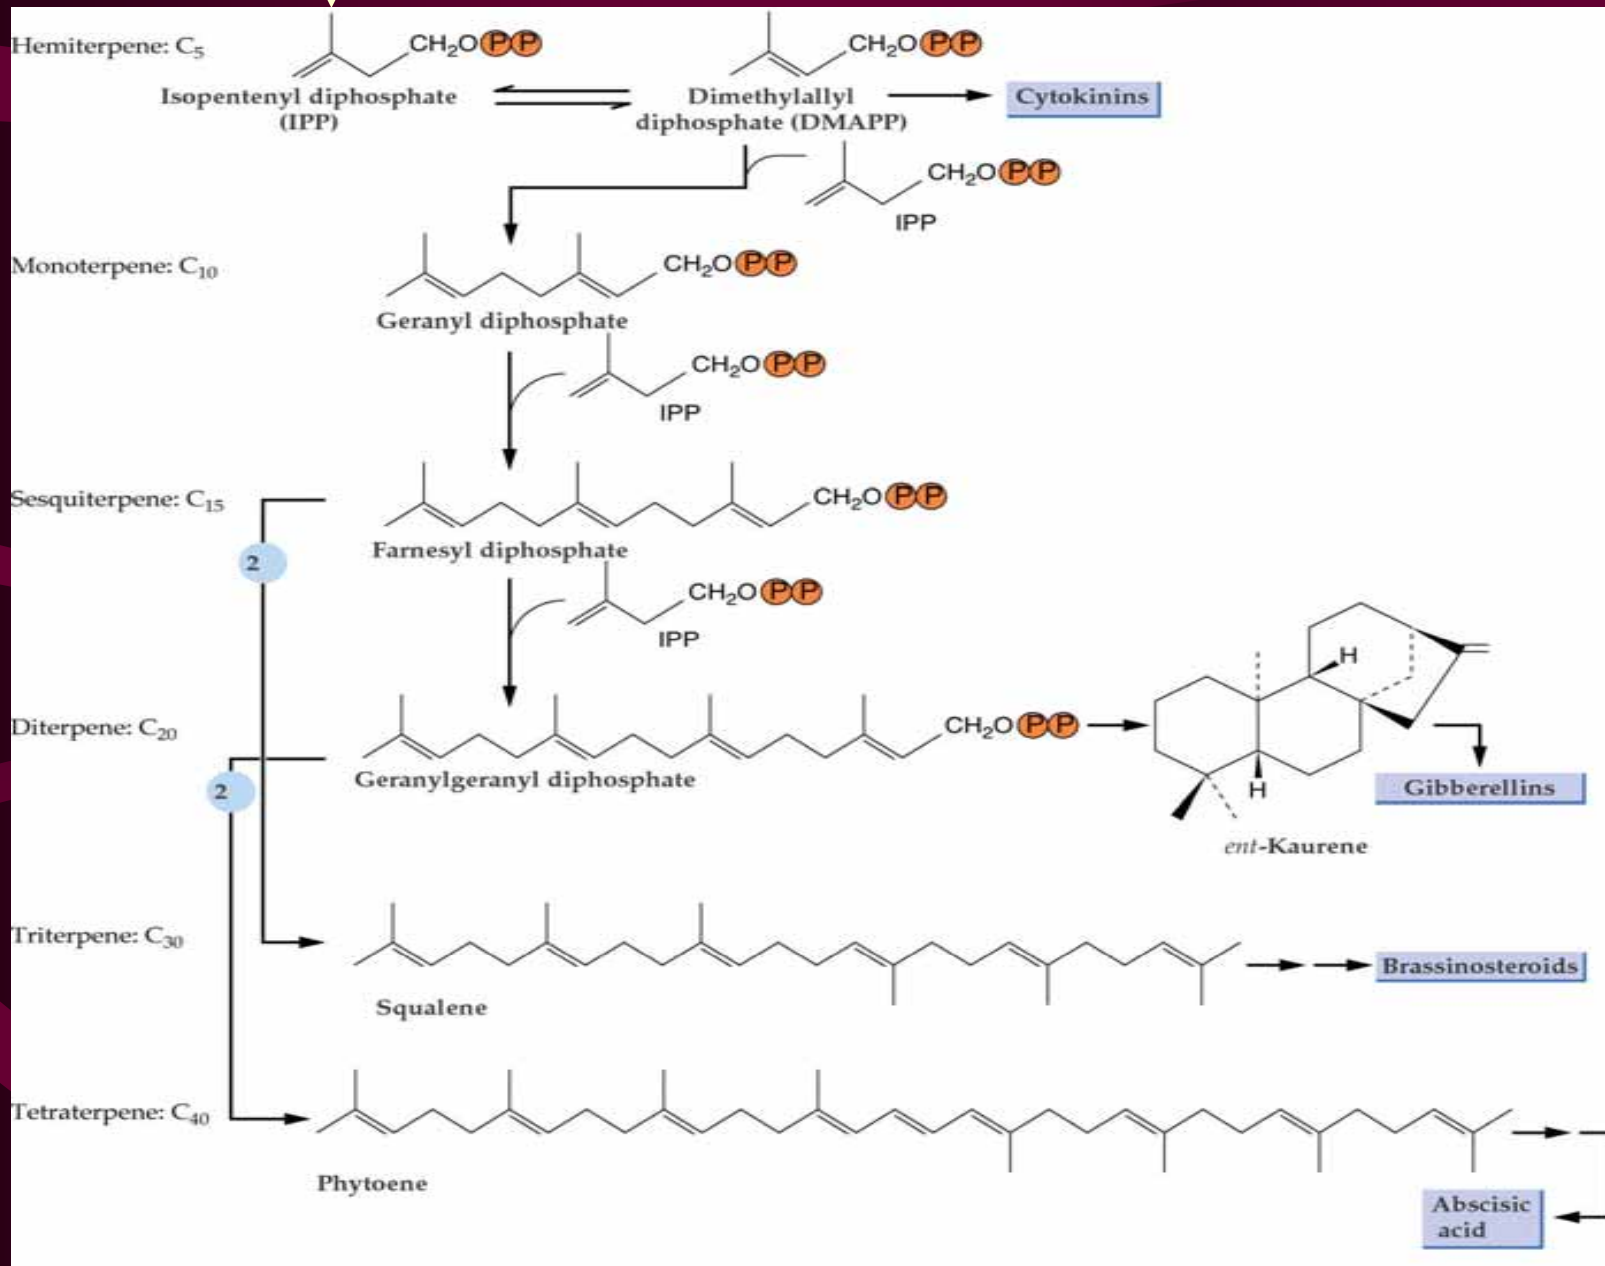 Hemiterpene: C5
CH2O P P
CH2O P P
Isopentenyl diphosphate
(IPP)
Dimethylallyl
diphosphate (DMAPP)
Cytokinins
CH2O P P
IPP
Monoterpene: C10
CH2O P P
Geranyl diphosphate
CH2O P P
IPP
Sesquiterpene: C15
CH2O P P
2
Farnesyl diphosphate
CH2O P P
IPP
H
Diterpene: C20
CH2O P P
2
Geranylgeranyl diphosphate
H
Gibberellins
ent-Kaurene
Triterpene: C30
Brassinosteroids
Squalene
Tetraterpene: C40
Phytoene
Abscisic
acid